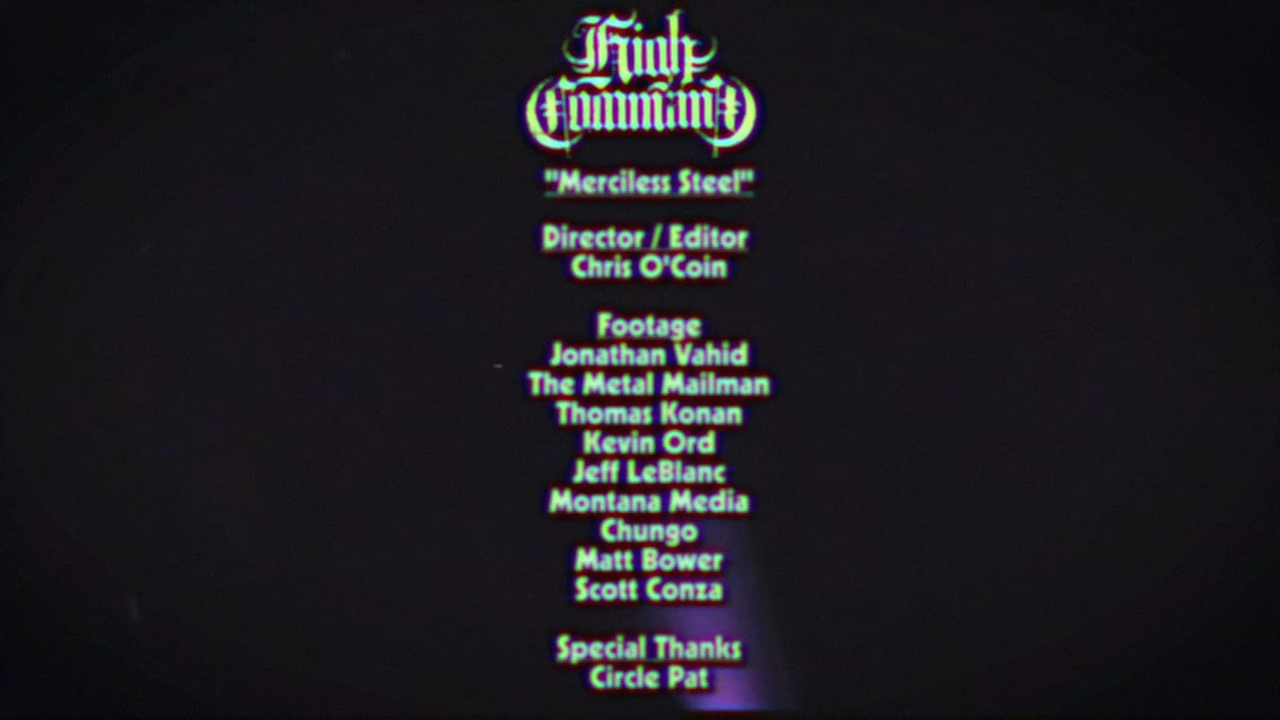 High
Command
"Merciless Steel"
Director / Editor
Chris O'Coin
Footage
Jonathan Vahid
The Metal Mailman
Thomas Konan
Kevin Ord
Jeff LeBlanc
Montana Media
Chungo
Matt Bower
Scott Conza
Special Thanks
Circle Pat